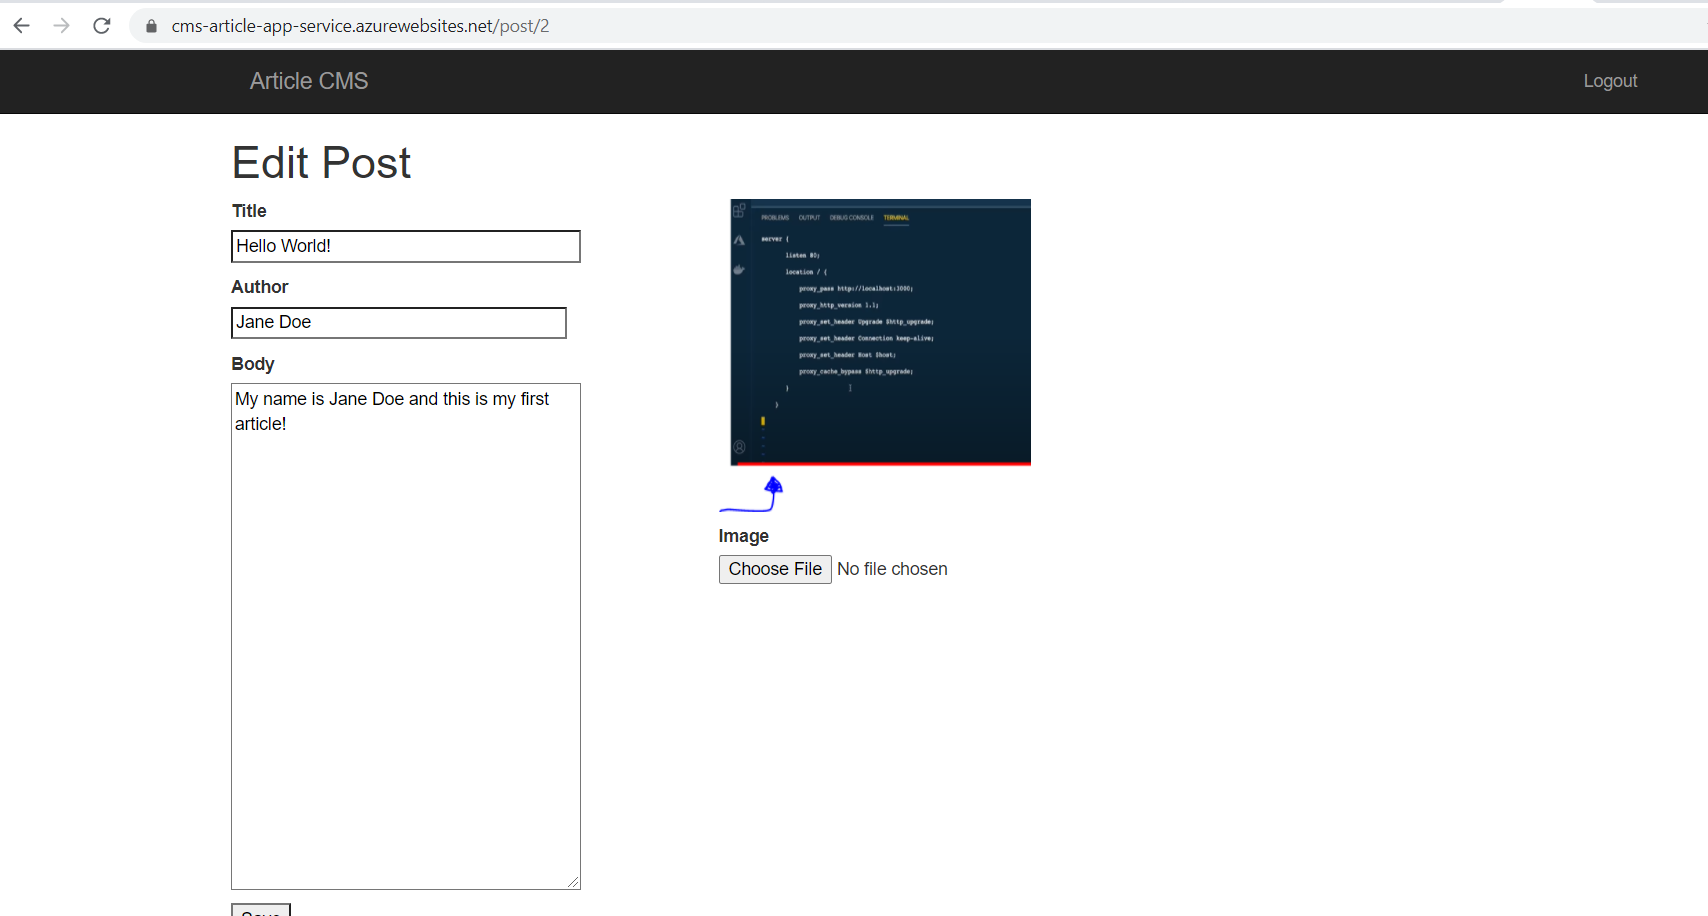 cms-article-app-service.azurewebsites.net/post/2
Article CMS
Logout
Edit Post
Title
Hello World!
Author
Jane Doe
Body
My name is Jane Doe and this is my first
article!
PROBLEMS OUTPUT DEBUG CONSOLE TERMINAL
server {
listen 80;
location / {
proxy_pass http://localhost:3000;
proxy_http_version 1.1;
proxy_set_header Upgrade $http_upgrade;
proxy_set_header Connection keep-alive;
proxy_set_header Host $host;
proxy_cache_bypass $http_upgrade;
}
}
Image
Choose File No file chosen
Save